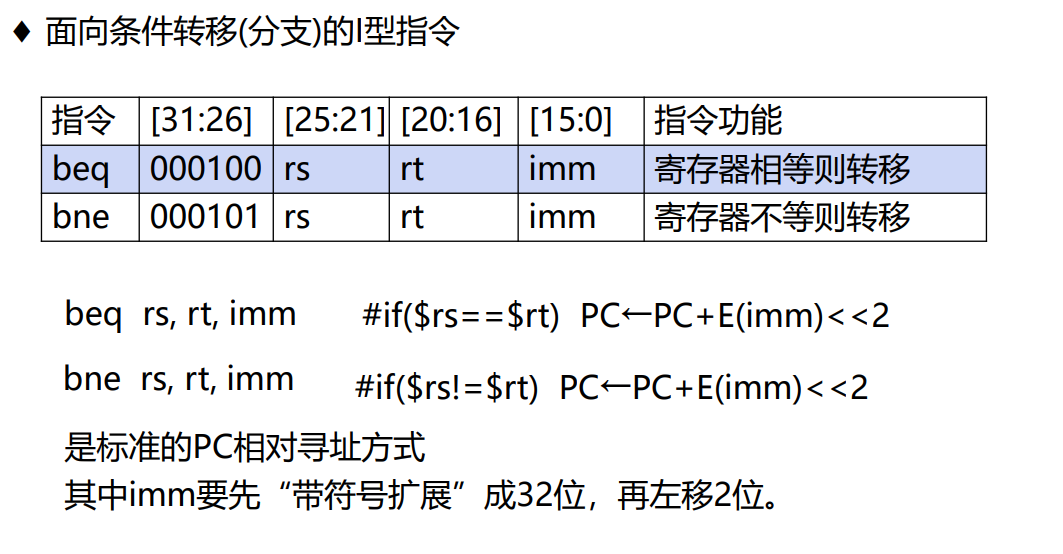 ♦ 面向条件转移(分支)的I型指令
指令 [31:26] [25:21] [20:16] [15:0] 指令功能
beq 000100 rs rt imm 寄存器相等则转移
bne 000101 rs rt imm 寄存器不等则转移
beq rs, rt, imm #if($rs==$rt) PC←PC+E(imm)<<2
bne rs, rt, imm #if($rs!=$rt) PC←PC+E(imm)<<2
是标准的PC相对寻址方式
其中imm要先“带符号扩展”成32位，再左移2位。